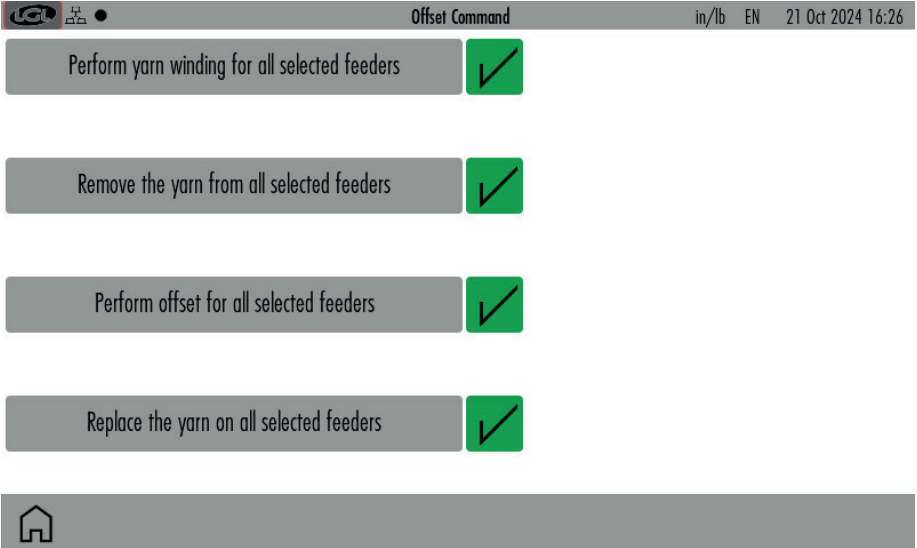 LGL
Offset Command
in/lb EN 21 Oct 2024 16:26
Perform yarn winding for all selected feeders
Remove the yarn from all selected feeders
Perform offset for all selected feeders
Replace the yarn on all selected feeders